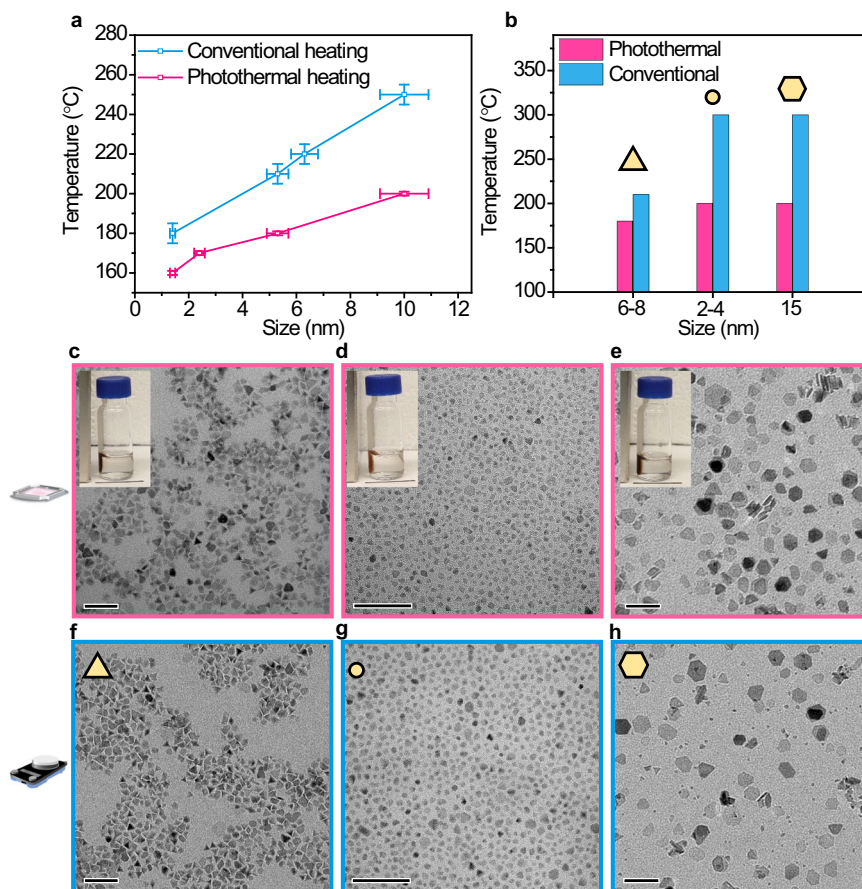 a
280
260
240
220
200
180
160
Temperature (°C)
Conventional heating
Photothermal heating
0 2 4 6 8 10 12
Size (nm)
b
350
300
250
200
150
100
Temperature (°C)
Photothermal
Conventional
6-8 2-4 15
Size (nm)
c
d
e
f
g
h